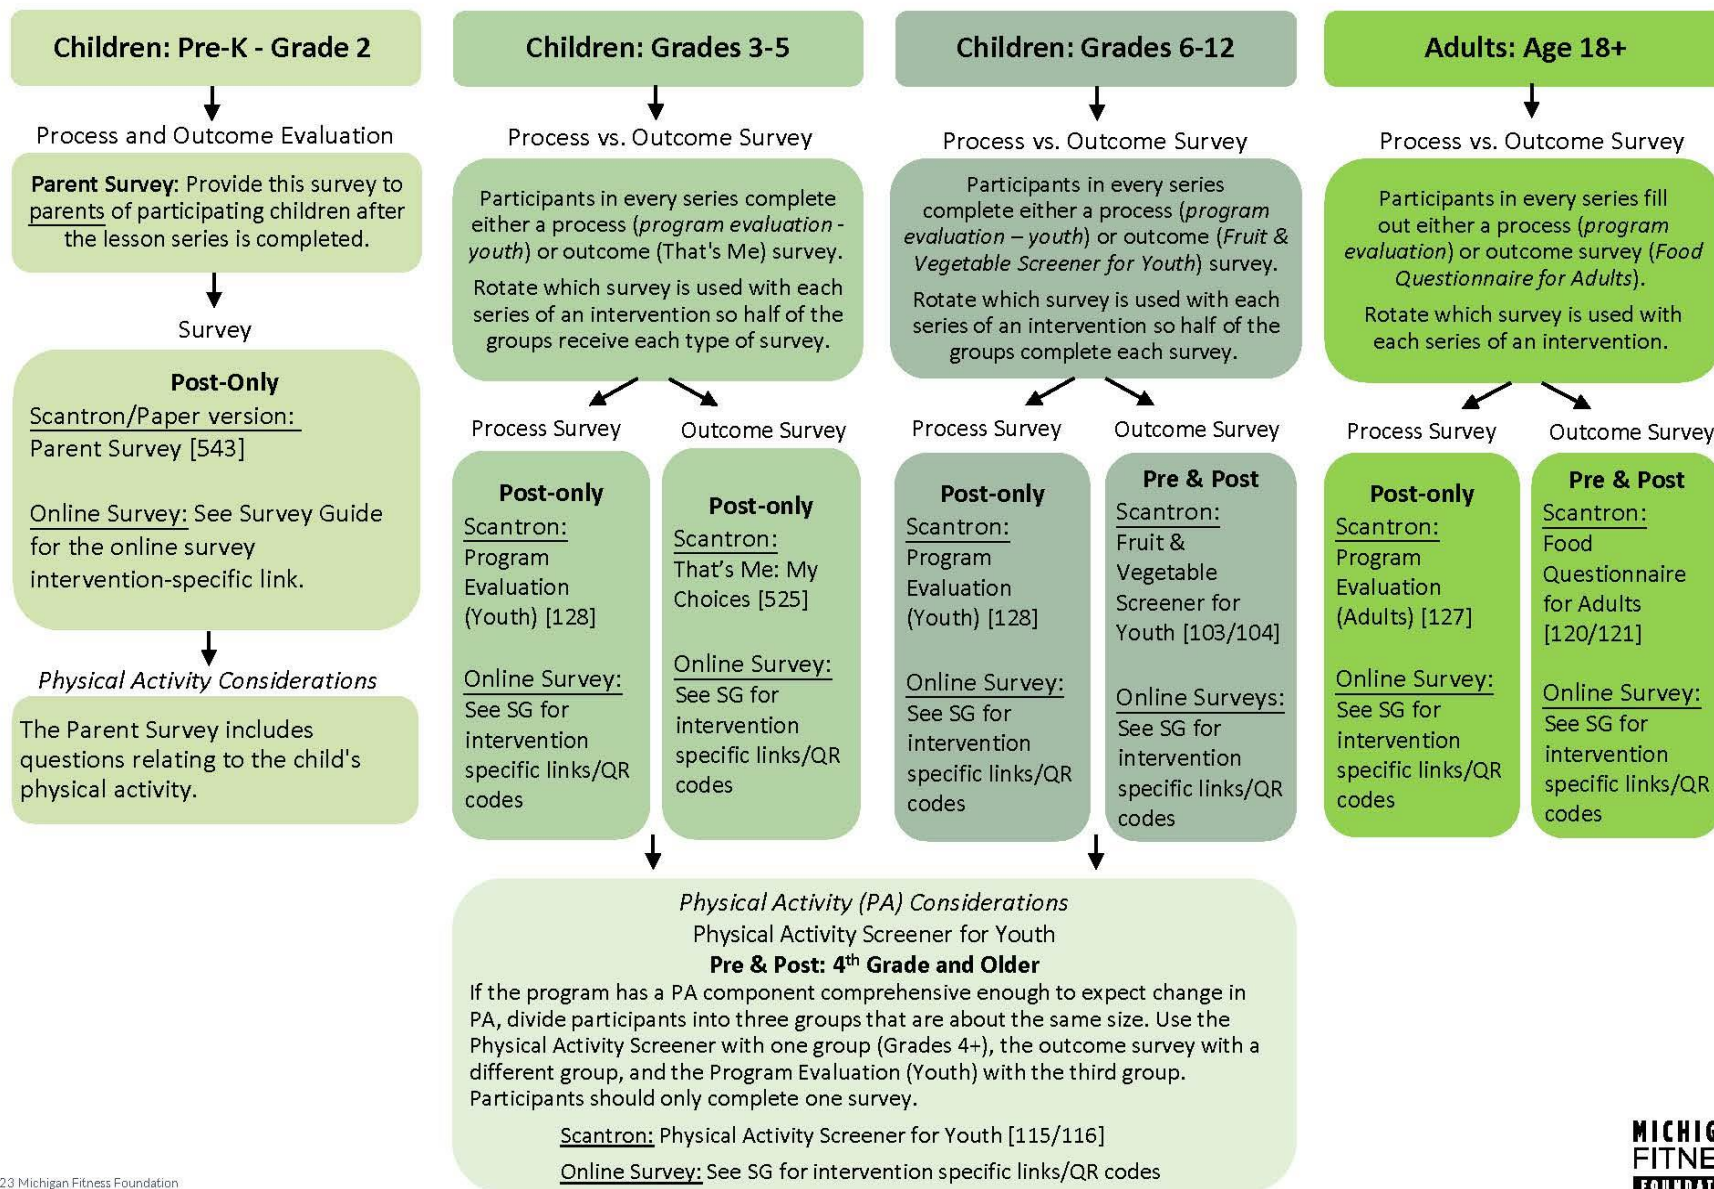 Children: Pre-K - Grade 2
Process and Outcome Evaluation
Parent Survey: Provide this survey to
parents of participating children after
the lesson series is completed.
Survey
Post-Only
Scantron/Paper version:
Parent Survey [543]
Online Survey: See Survey Guide
for the online survey
intervention-specific link.
Physical Activity Considerations
The Parent Survey includes
questions relating to the child's
physical activity.
Children: Grades 3-5
Process vs. Outcome Survey
Participants in every series complete
either a process (program evaluation -
youth) or outcome (That's Me) survey.
Rotate which survey is used with each
series of an intervention so half of the
groups receive each type of survey.
Process Survey
Post-only
Scantron:
Program
Evaluation
(Youth) [128]
Online Survey:
See SG for
intervention
specific links/QR
codes
Outcome Survey
Post-only
Scantron:
That's Me: My
Choices [525]
Online Survey:
See SG for
intervention
specific links/QR
codes
Children: Grades 6-12
Process vs. Outcome Survey
Participants in every series
complete either a process (program
evaluation – youth) or outcome (Fruit &
Vegetable Screener for Youth) survey.
Rotate which survey is used with each
series of an intervention so half of the
groups complete each survey.
Process Survey
Post-only
Scantron:
Program
Evaluation
(Youth) [128]
Online Survey:
See SG for
intervention
specific links/QR
codes
Outcome Survey
Pre & Post
Scantron:
Fruit &
Vegetable
Screener for
Youth [103/104]
Online Surveys:
See SG for
intervention
specific links/QR
codes
Adults: Age 18+
Process vs. Outcome Survey
Participants in every series fill
out either a process (program
evaluation) or outcome survey (Food
Questionnaire for Adults).
Rotate which survey is used with
each series of an intervention.
Process Survey
Post-only
Scantron:
Program
Evaluation
(Adults) [127]
Online Survey:
See SG for
intervention
specific links/QR
codes
Outcome Survey
Pre & Post
Scantron:
Food
Questionnaire
for Adults
[120/121]
Online Survey:
See SG for
intervention
specific links/QR
codes
Physical Activity (PA) Considerations
Physical Activity Screener for Youth
Pre & Post: 4th Grade and Older
If the program has a PA component comprehensive enough to expect change in
PA, divide participants into three groups that are about the same size. Use the
Physical Activity Screener with one group (Grades 4+), the outcome survey with a
different group, and the Program Evaluation (Youth) with the third group.
Participants should only complete one survey.
Scantron: Physical Activity Screener for Youth [115/116]
Online Survey: See SG for intervention specific links/QR codes
23 Michigan Fitness Foundation
MICHIG
FITNE
FOUNDAT